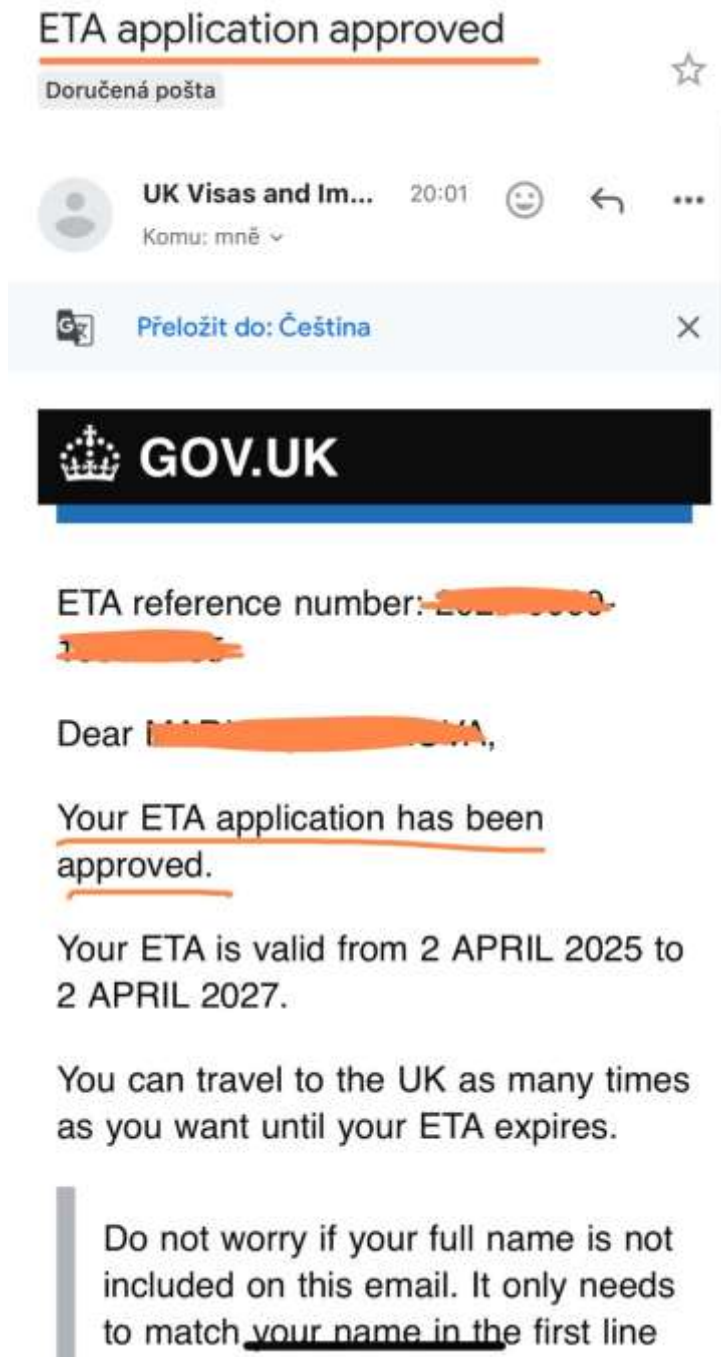 ETA application approved
Doručená pošta
UK Visas and Im... 20:01
Komu: mně
Přeložit do: Čeština
GOV.UK
ETA reference number:
Dear
Your ETA application has been
approved.
Your ETA is valid from 2 APRIL 2025 to
2 APRIL 2027.
You can travel to the UK as many times
as you want until your ETA expires.
Do not worry if your full name is not
included on this email. It only needs
to match your name in the first line